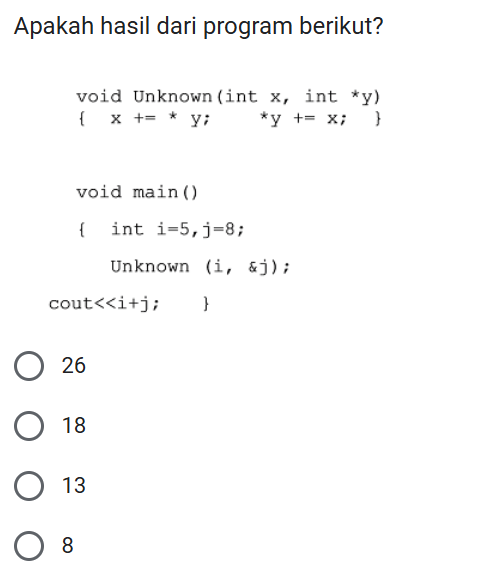 Apakah hasil dari program berikut?
void Unknown(int x, int *y)
{ x += * y; *y += x; }
void main()
{ int i=5,j=8;
Unknown (i, &j);
cout<<i+j; }
26
18
13
8